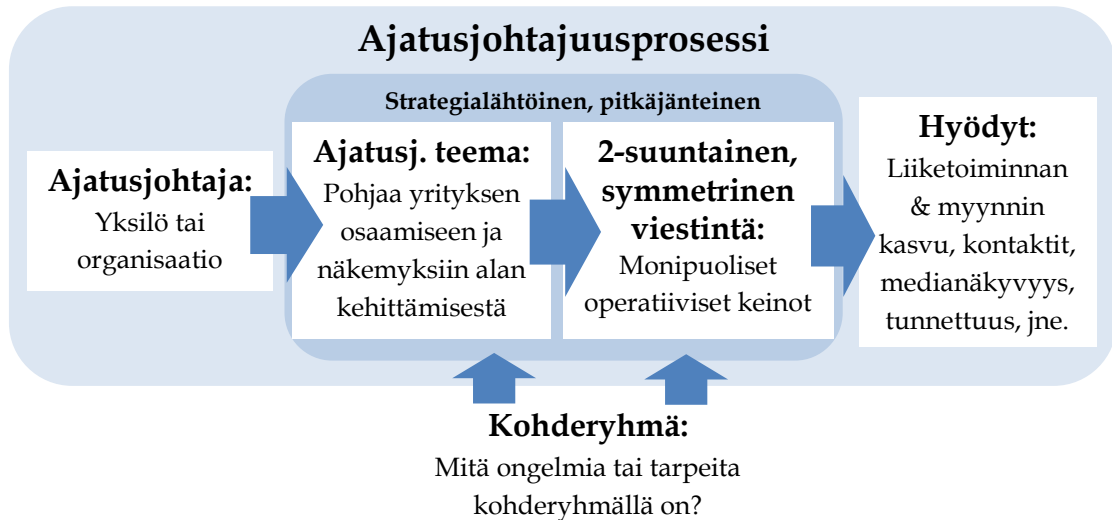 Ajatusjohtajuusprosessi
Strategialähtöinen, pitkäjänteinen
Ajatusjohtaja:
Yksilö tai
organisaatio
Ajatusj. teema:
Pohjaa yrityksen
osaamiseen ja
näkemyksiin alan
kehittämisestä
2-suuntainen,
symmetrinen
viestintä:
Monipuoliset
operatiiviset keinot
Hyödyt:
Liiketoiminnan
& myynnin
kasvu, kontaktit,
medianäkyvyys,
tunnettuus, jne.
Kohderyhmä:
Mitä ongelmia tai tarpeita
kohderyhmällä on?